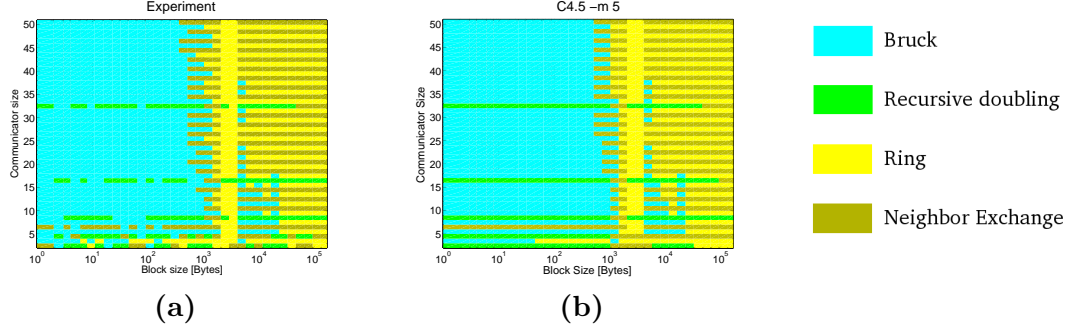 Experiment
Communicator size
50
45
40
35
30
25
20
15
10
5
10^0
10^1
10^2
10^3
10^4
10^5
Block size [Bytes]
(a)
C4.5 –m 5
Communicator Size
50
45
40
35
30
25
20
15
10
5
10^0
10^1
10^2
10^3
10^4
10^5
Block Size [Bytes]
(b)
Bruck
Recursive doubling
Ring
Neighbor Exchange